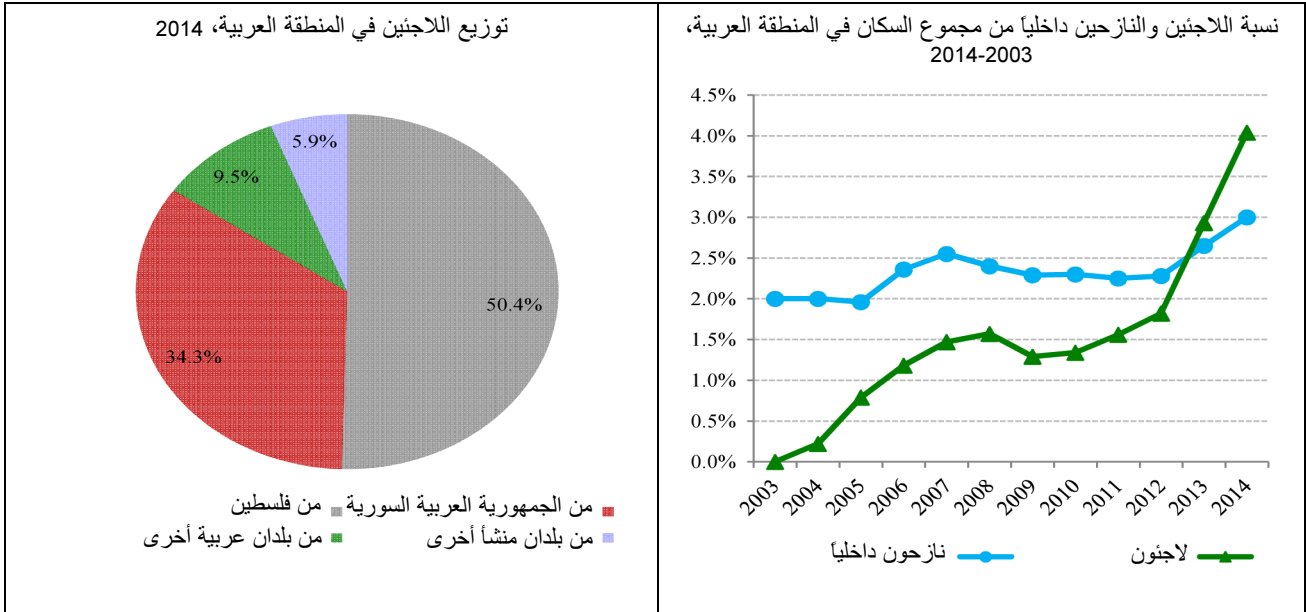 نسبة اللاجئين والنازحين داخلياً من مجموع السكان في المنطقة العربية،
2003-2014
4.5%
4.0%
3.5%
3.0%
2.5%
2.0%
1.5%
1.0%
0.5%
0.0%
2003 2004 2005 2006 2007 2008 2009 2010 2011 2012 2013 2014
لاجئون نازحون داخلياً
توزيع اللاجئين في المنطقة العربية، 2014
5.9%
9.5%
50.4%
34.3%
من الجمهورية العربية السورية من فلسطين
من بلدان منشأ أخرى من بلدان عربية أخرى